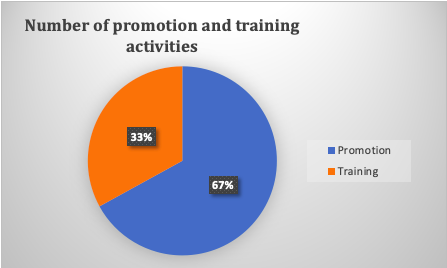 Number of promotion and training
activities
33%
67%
Promotion
Training